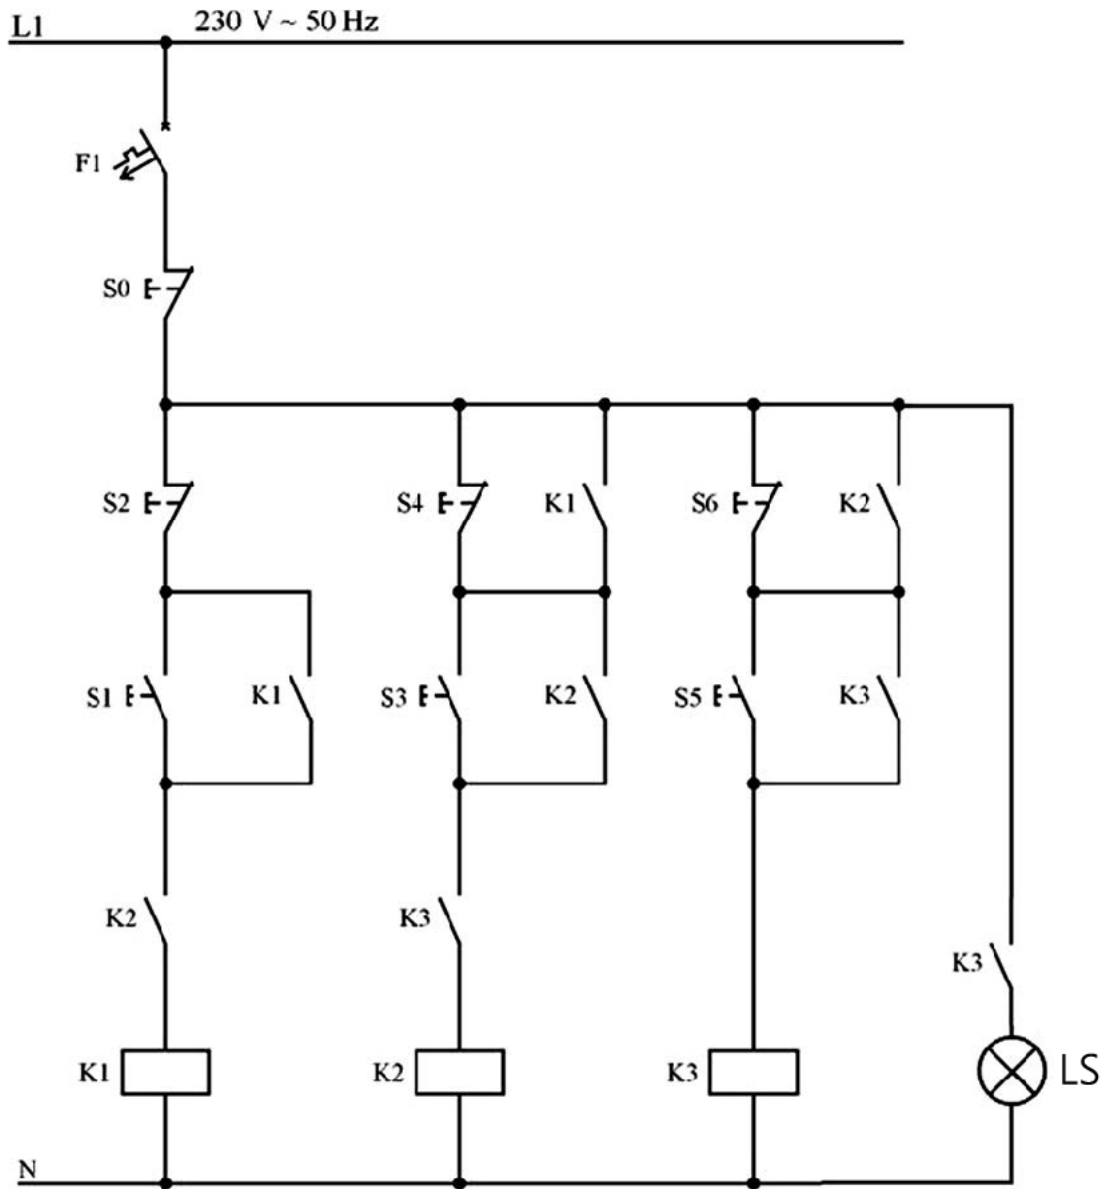 L1 230 V ~ 50 Hz
F1
S0
S2 S4 K1 S6 K2
S1 K1 S3 K2 S5 K3
K2 K3 K3
K1 K2 K3 LS
N